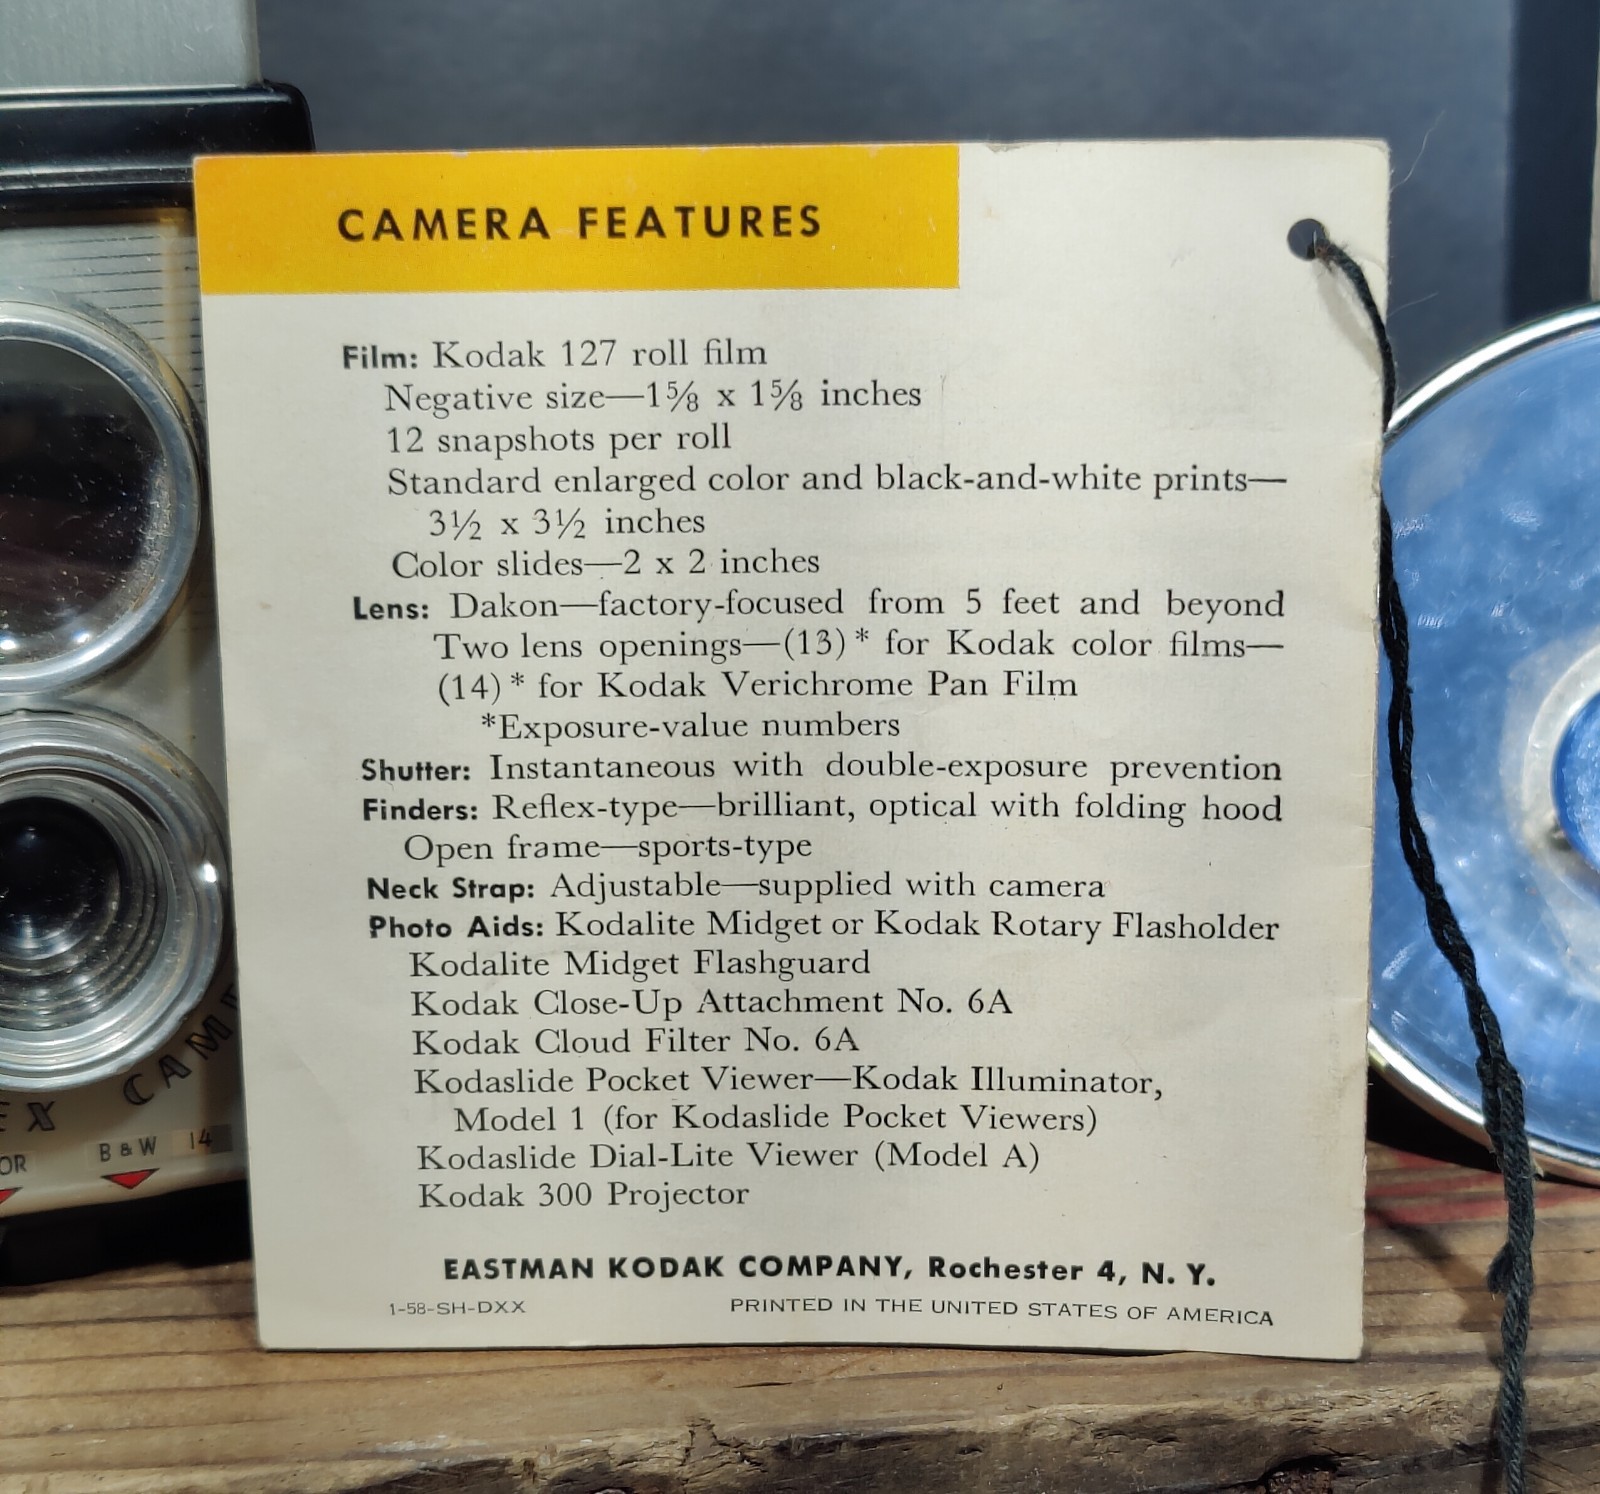 CAMERA FEATURES
Film: Kodak 127 roll film
Negative size—1⅝ x 1⅝ inches
12 snapshots per roll
Standard enlarged color and black-and-white prints—
3½ x 3½ inches
Color slides—2 x 2 inches
Lens: Dakon—factory-focused from 5 feet and beyond
Two lens openings—(13)* for Kodak color films—
(14)* for Kodak Verichrome Pan Film
*Exposure-value numbers
Shutter: Instantaneous with double-exposure prevention
Finders: Reflex-type—brilliant, optical with folding hood
Open frame—sports-type
Neck Strap: Adjustable—supplied with camera
Photo Aids: Kodalite Midget or Kodak Rotary Flasholder
Kodalite Midget Flashguard
Kodak Close-Up Attachment No. 6A
Kodak Cloud Filter No. 6A
Kodaslide Pocket Viewer—Kodak Illuminator,
Model 1 (for Kodaslide Pocket Viewers)
Kodaslide Dial-Lite Viewer (Model A)
Kodak 300 Projector
EASTMAN KODAK COMPANY, Rochester 4, N. Y.
1-58-SH-DXX PRINTED IN THE UNITED STATES OF AMERICA
B & W 14